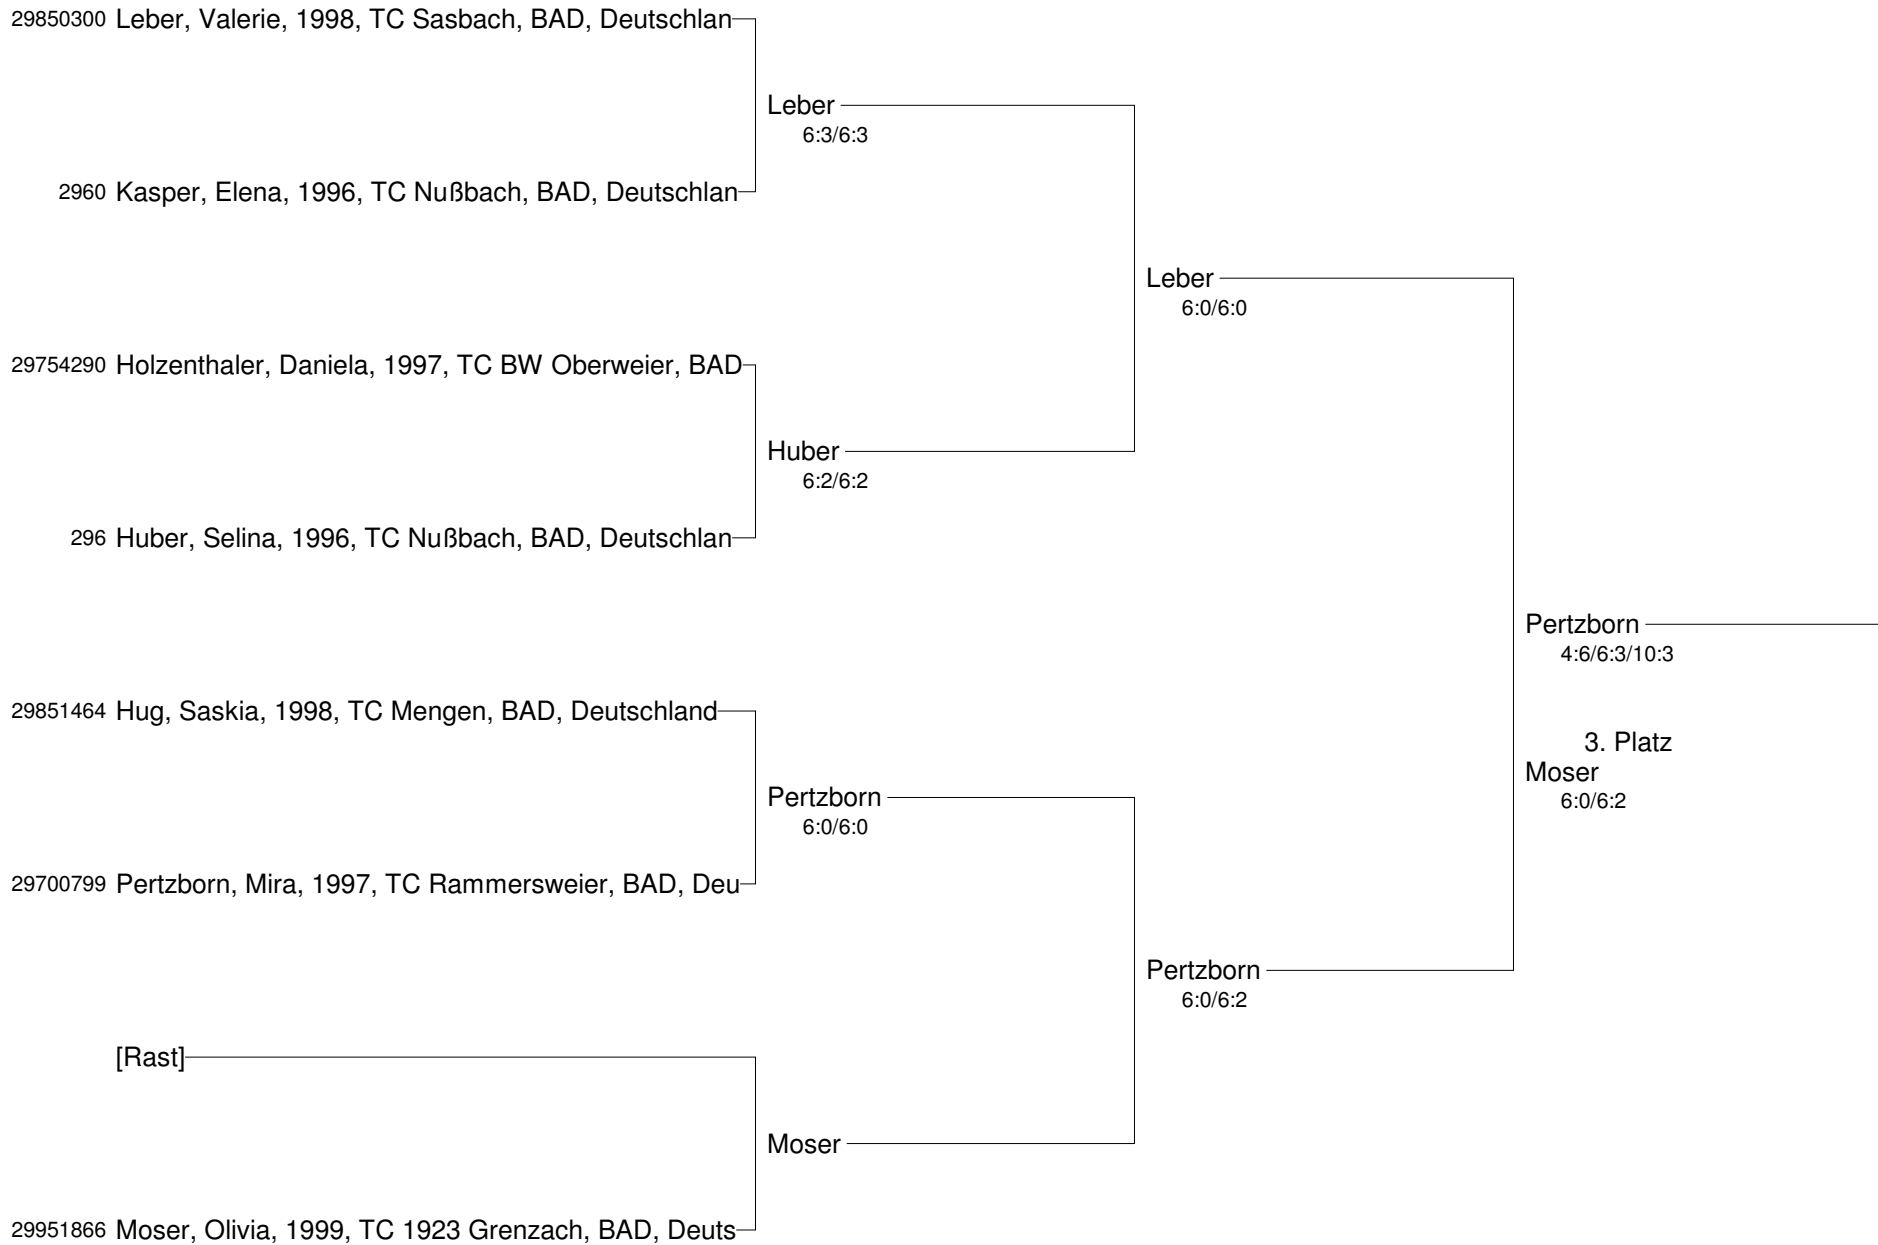 29850300 Leber, Valerie, 1998, TC Sasbach, BAD, Deutschlan
Leber
6:3/6:3
2960 Kasper, Elena, 1996, TC Nußbach, BAD, Deutschlan
Leber
6:0/6:0
29754290 Holzenthaler, Daniela, 1997, TC BW Oberweier, BAD
Huber
6:2/6:2
296 Huber, Selina, 1996, TC Nußbach, BAD, Deutschlan
Pertzborn
4:6/6:3/10:3
29851464 Hug, Saskia, 1998, TC Mengen, BAD, Deutschland
3. Platz
Moser
6:0/6:2
Pertzborn
6:0/6:0
29700799 Pertzborn, Mira, 1997, TC Rammersweier, BAD, Deu
Pertzborn
6:0/6:2
[Rast]
Moser
29951866 Moser, Olivia, 1999, TC 1923 Grenzach, BAD, Deuts